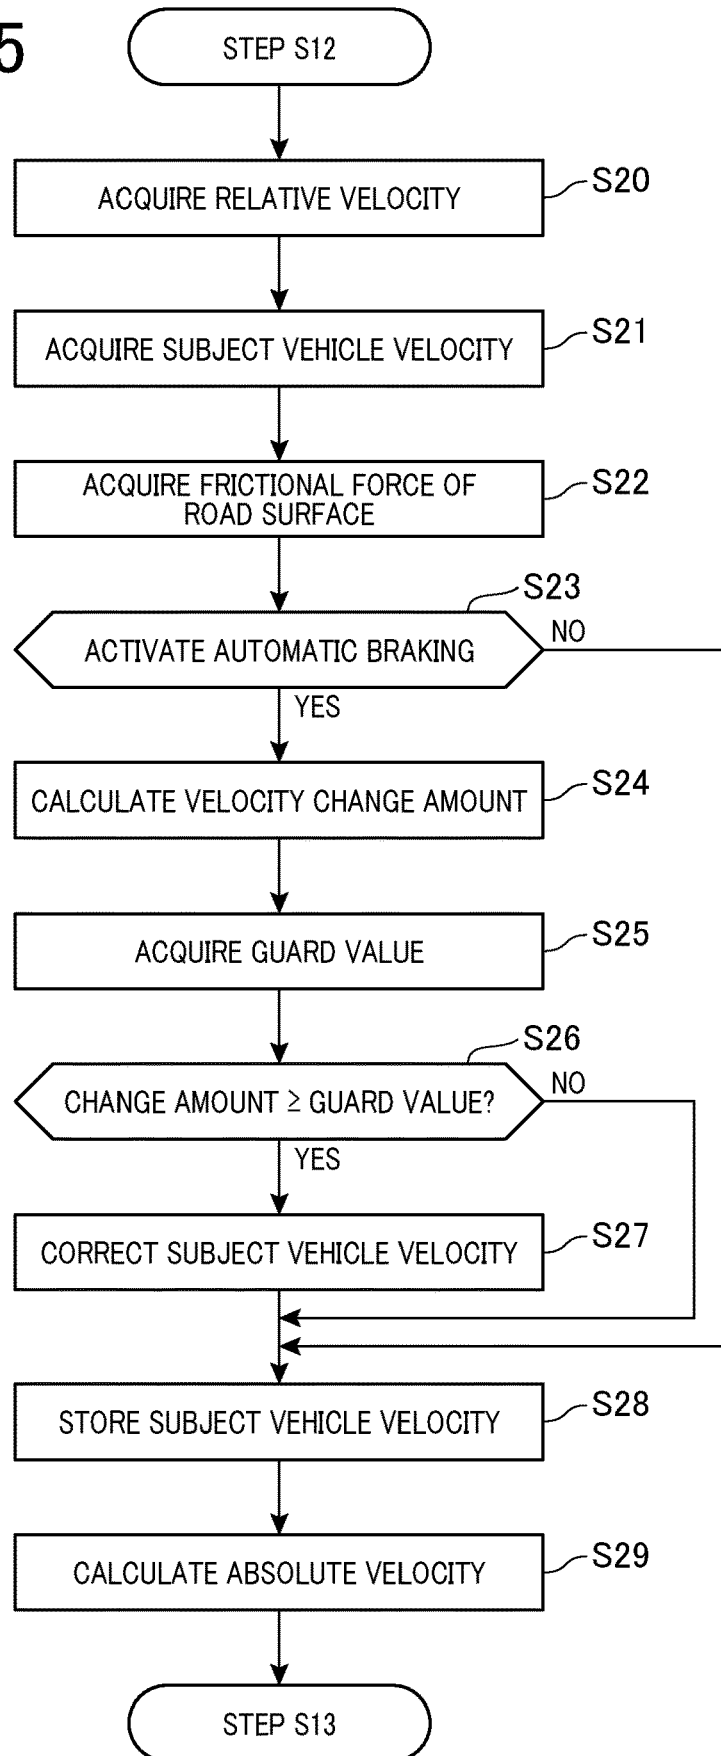 5
STEP S12
ACQUIRE RELATIVE VELOCITY
S20
ACQUIRE SUBJECT VEHICLE VELOCITY
S21
ACQUIRE FRICTIONAL FORCE OF
ROAD SURFACE
S22
S23
ACTIVATE AUTOMATIC BRAKING
NO
YES
CALCULATE VELOCITY CHANGE AMOUNT
S24
ACQUIRE GUARD VALUE
S25
S26
CHANGE AMOUNT ≥ GUARD VALUE?
NO
YES
CORRECT SUBJECT VEHICLE VELOCITY
S27
STORE SUBJECT VEHICLE VELOCITY
S28
CALCULATE ABSOLUTE VELOCITY
S29
STEP S13